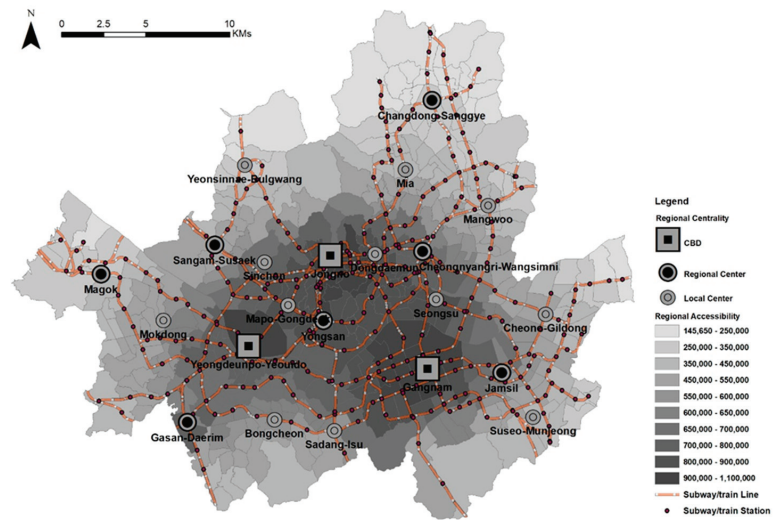 N
0 2.5 5 10
KMs
Changdong-Sanggye
Yeonsinnae-Bulgwang
Mia
Mangwoo
Sangam-Susaek
Sinchon
Jongno
Dongdaemun
Cheongnyangri-Wangsimni
Magok
Mapo-Gongdeok
Seongsu
Mokdong
Yongsan
Cheono-Gildong
Yeongdeunpo-Yeouido
Gangnam
Jamsil
Gasan-Daerim
Bongcheon
Sadang-Isu
Suseo-Munjeong
Legend
Regional Centrality
CBD
Regional Center
Local Center
Regional Accessibility
145,650 - 250,000
250,000 - 350,000
350,000 - 450,000
450,000 - 550,000
550,000 - 600,000
600,000 - 650,000
650,000 - 700,000
700,000 - 800,000
800,000 - 900,000
900,000 - 1,100,000
Subway/train Line
Subway/train Station